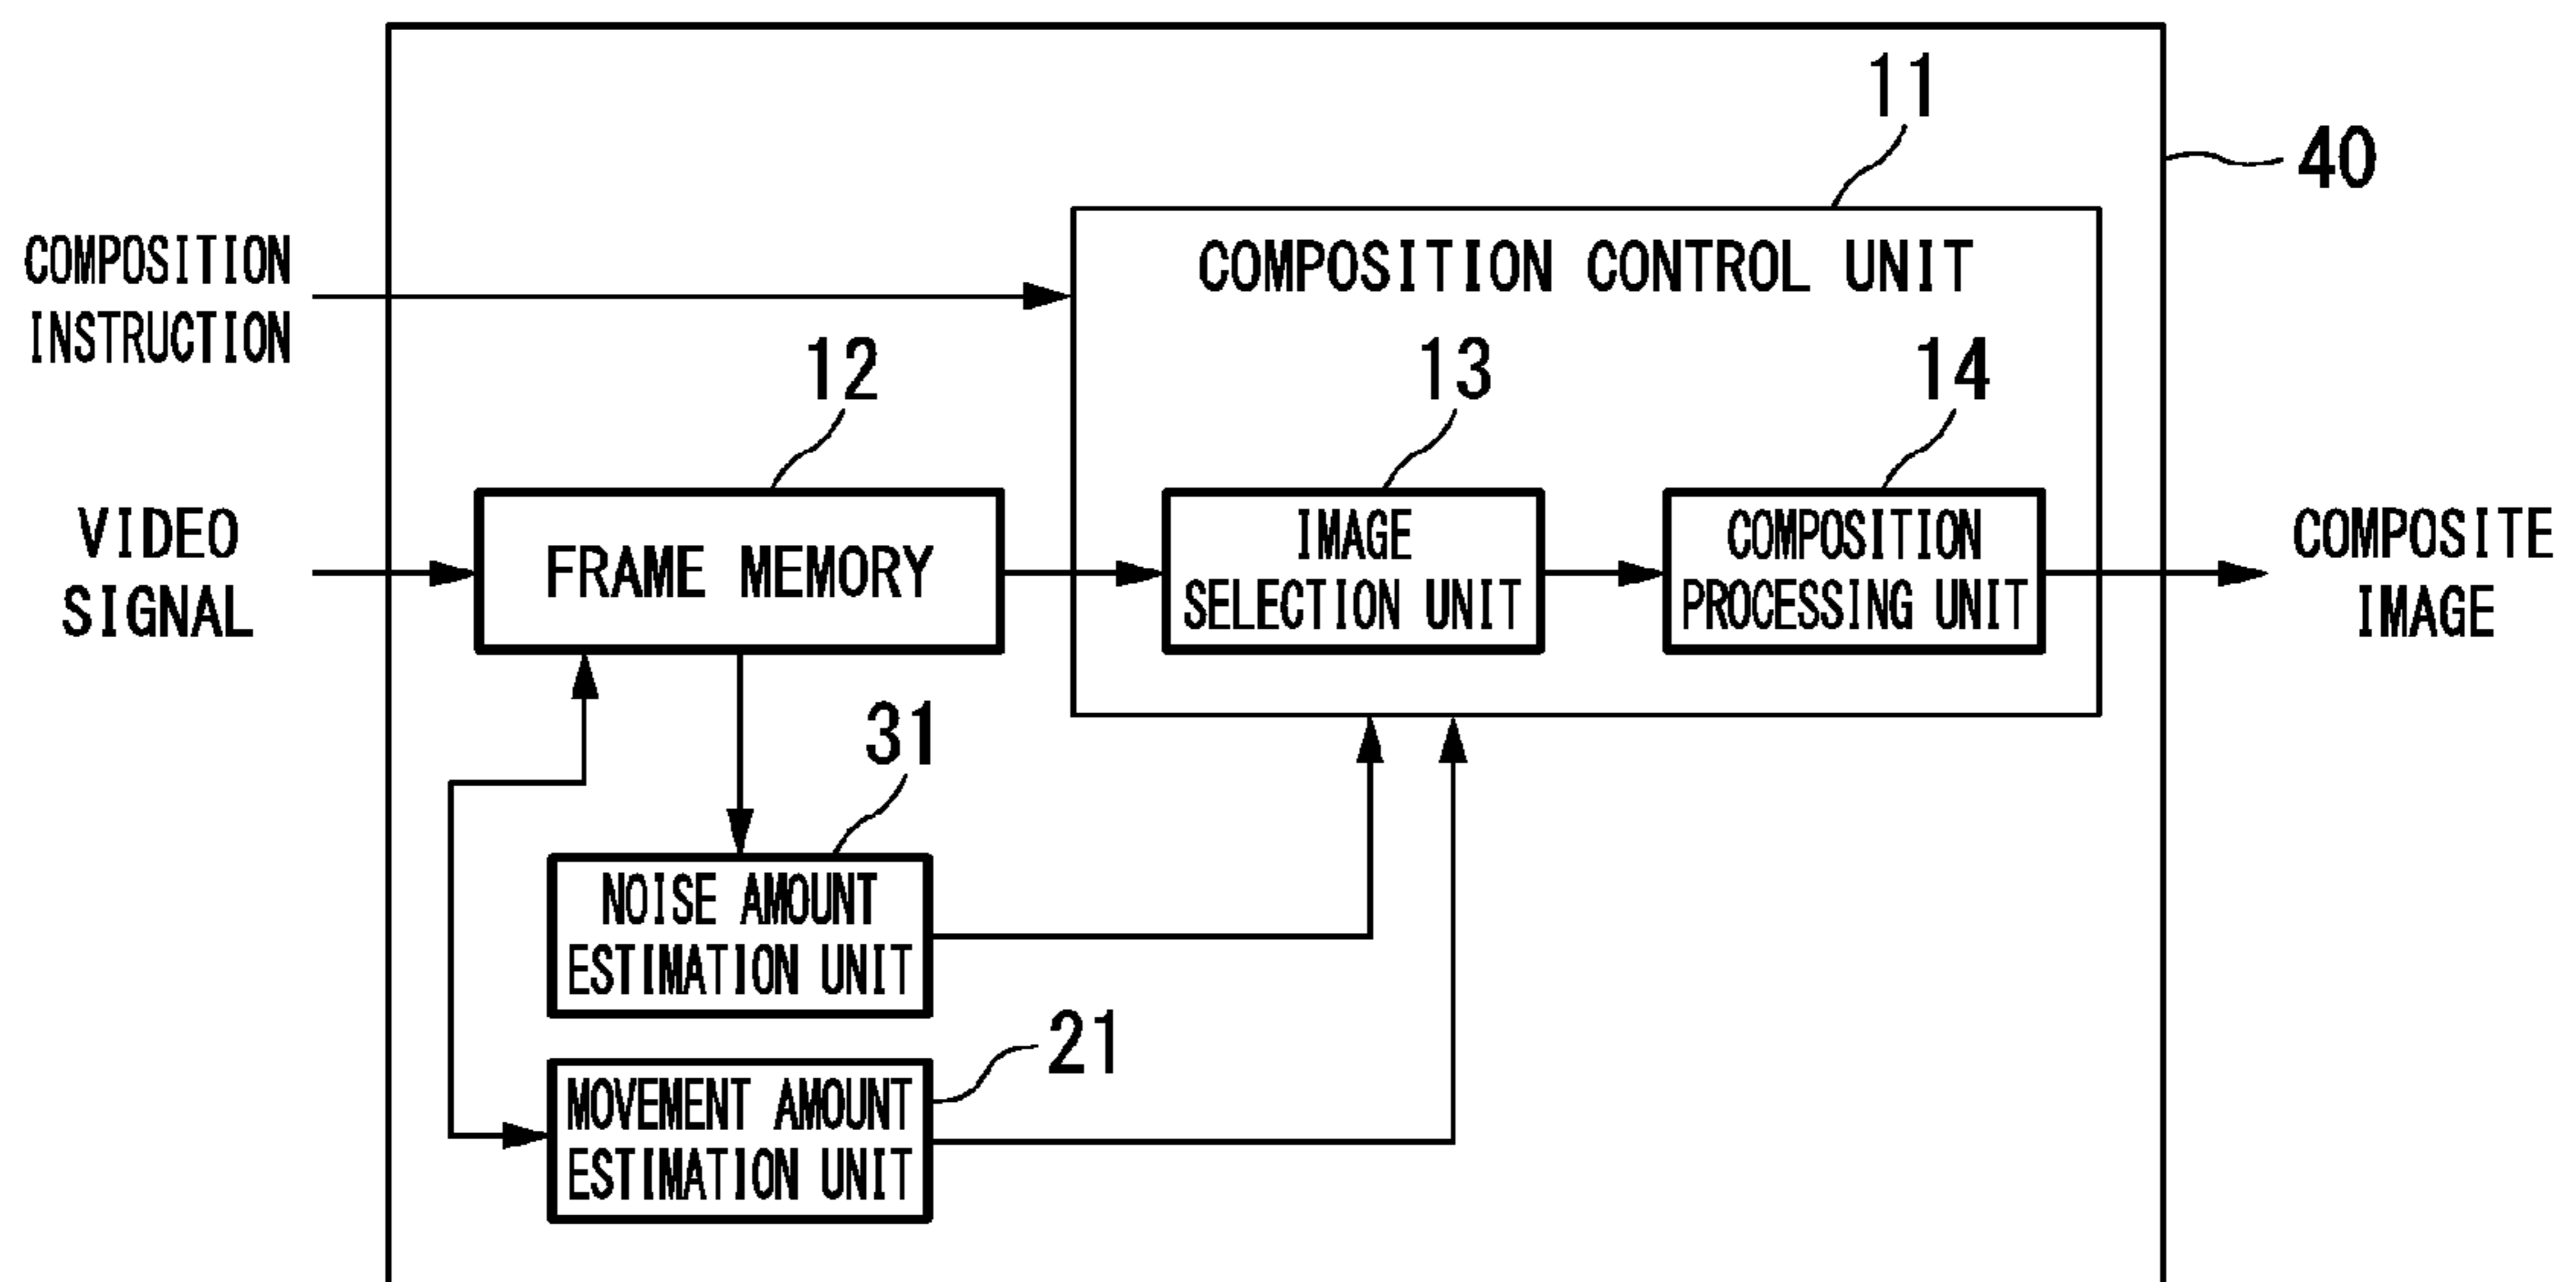 11
40
COMPOSITION
INSTRUCTION
COMPOSITION CONTROL UNIT
12
13
14
VIDEO
SIGNAL
FRAME MEMORY
IMAGE
SELECTION UNIT
COMPOSITION
PROCESSING UNIT
COMPOSITE
IMAGE
31
NOISE AMOUNT
ESTIMATION UNIT
21
MOVEMENT AMOUNT
ESTIMATION UNIT